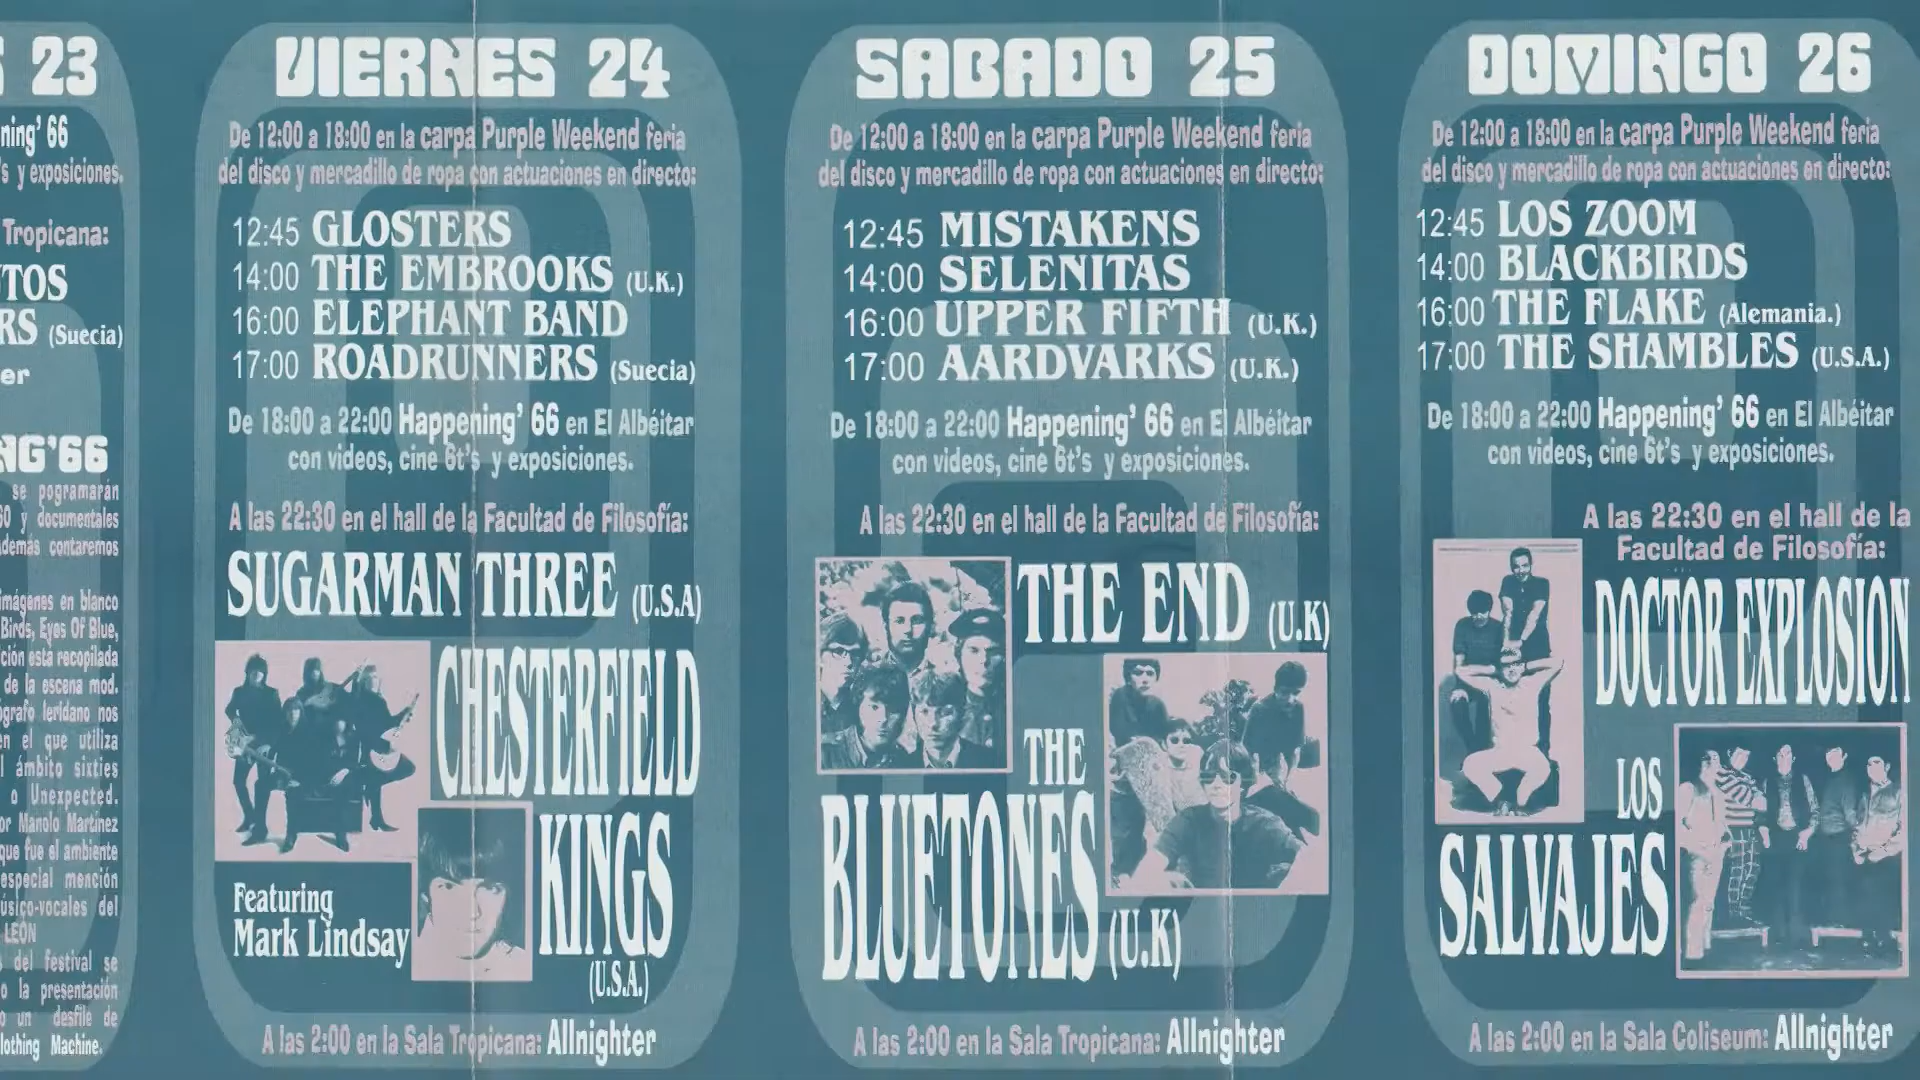 23
ning' 66
's y exposiciones.
Tropicana:
TOS
RS (Suecia)
er
NG'66
se pogramarán
60 y documentales
demás contaremos
imágenes en blanco
Birds, Eyes Of Blue,
ción esta recopilada
de la escena mod.
ógrafo leridano nos
en el que utiliza
l ámbito sixties
o Unexpected.
or Manolo Martínez
que fue el ambiente
especial mención
úsico-vocales del
LEÓN
del festival se
o la presentación
o un desfile de
lothing Machine.
VIERNES 24
De 12:00 a 18:00 en la carpa Purple Weekend feria
del disco y mercadillo de ropa con actuaciones en directo:
12:45 GLOSTERS
14:00 THE EMBROOKS (U.K.)
16:00 ELEPHANT BAND
17:00 ROADRUNNERS (Suecia)
De 18:00 a 22:00 Happening' 66 en El Albéitar
con videos, cine 6t's y exposiciones.
A las 22:30 en el hall de la Facultad de Filosofía:
SUGARMAN THREE (U.S.A)
CHESTERFIELD
KINGS
(U.S.A.)
Featuring
Mark Lindsay
A las 2:00 en la Sala Tropicana: Allnighter
SABADO 25
De 12:00 a 18:00 en la carpa Purple Weekend feria
del disco y mercadillo de ropa con actuaciones en directo:
12:45 MISTAKENS
14:00 SELENITAS
16:00 UPPER FIFTH (U.K.)
17:00 AARDVARKS (U.K.)
De 18:00 a 22:00 Happening' 66 en El Albéitar
con videos, cine 6t's y exposiciones.
A las 22:30 en el hall de la Facultad de Filosofía:
THE END (U.K)
THE
BLUETONES (U.K)
A las 2:00 en la Sala Tropicana: Allnighter
DOMINGO 26
De 12:00 a 18:00 en la carpa Purple Weekend feria
del disco y mercadillo de ropa con actuaciones en directo:
12:45 LOS ZOOM
14:00 BLACKBIRDS
16:00 THE FLAKE (Alemania.)
17:00 THE SHAMBLES (U.S.A.)
De 18:00 a 22:00 Happening' 66 en El Albéitar
con videos, cine 6t's y exposiciones.
A las 22:30 en el hall de la
Facultad de Filosofía:
DOCTOR EXPLOSION
LOS
SALVAJES
A las 2:00 en la Sala Coliseum: Allnighter